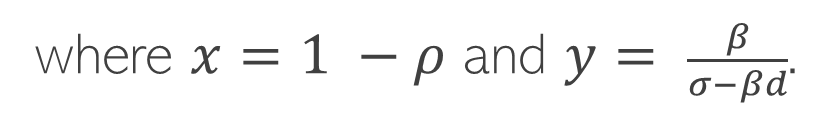 where x = 1 − ρ and y = β / (σ−βd).